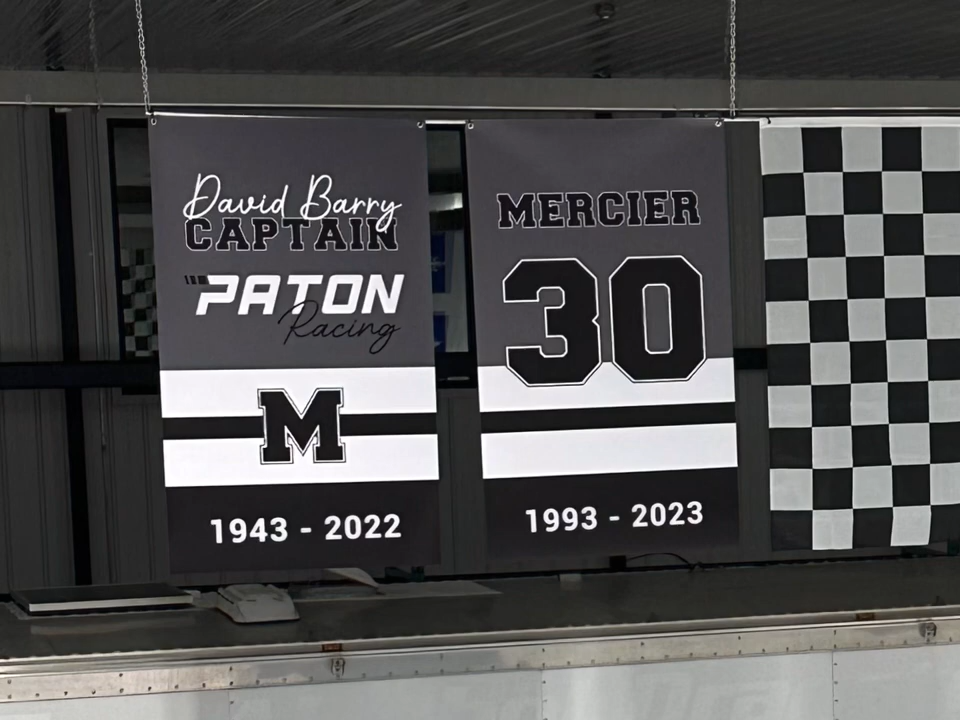 David Barry
CAPTAIN
PATON
Racing
M
1943 - 2022
MERCIER
30
1993 - 2023